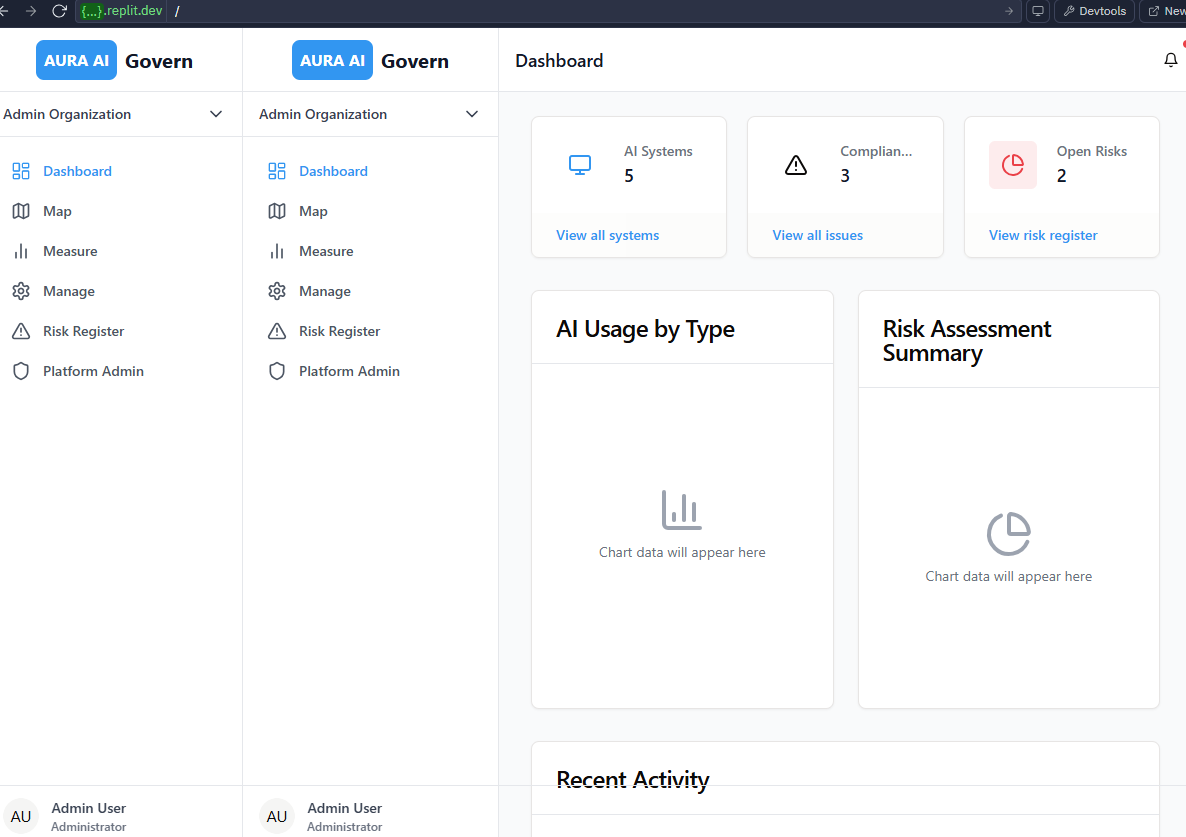 {...}.replit.dev /
Devtools
New
AURA AI Govern
Admin Organization
Dashboard
Map
Measure
Manage
Risk Register
Platform Admin
AU
Admin User
Administrator
AURA AI Govern
Admin Organization
Dashboard
Map
Measure
Manage
Risk Register
Platform Admin
AU
Admin User
Administrator
Dashboard
AI Systems
5
View all systems
Complian...
3
View all issues
Open Risks
2
View risk register
AI Usage by Type
Chart data will appear here
Risk Assessment
Summary
Chart data will appear here
Recent Activity